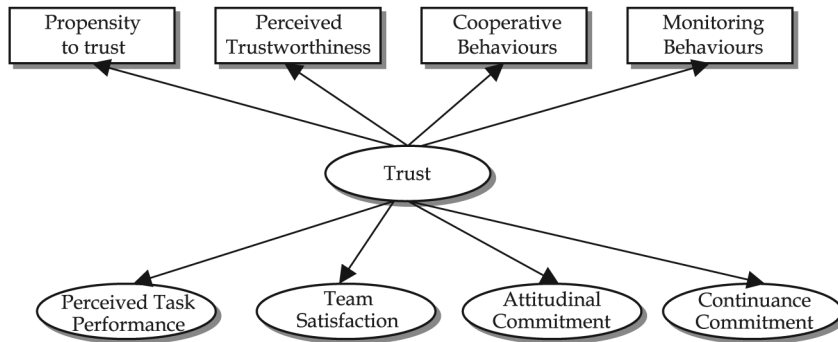 Propensity
to trust
Perceived
Trustworthiness
Cooperative
Behaviours
Monitoring
Behaviours
Trust
Perceived Task
Performance
Team
Satisfaction
Attitudinal
Commitment
Continuance
Commitment